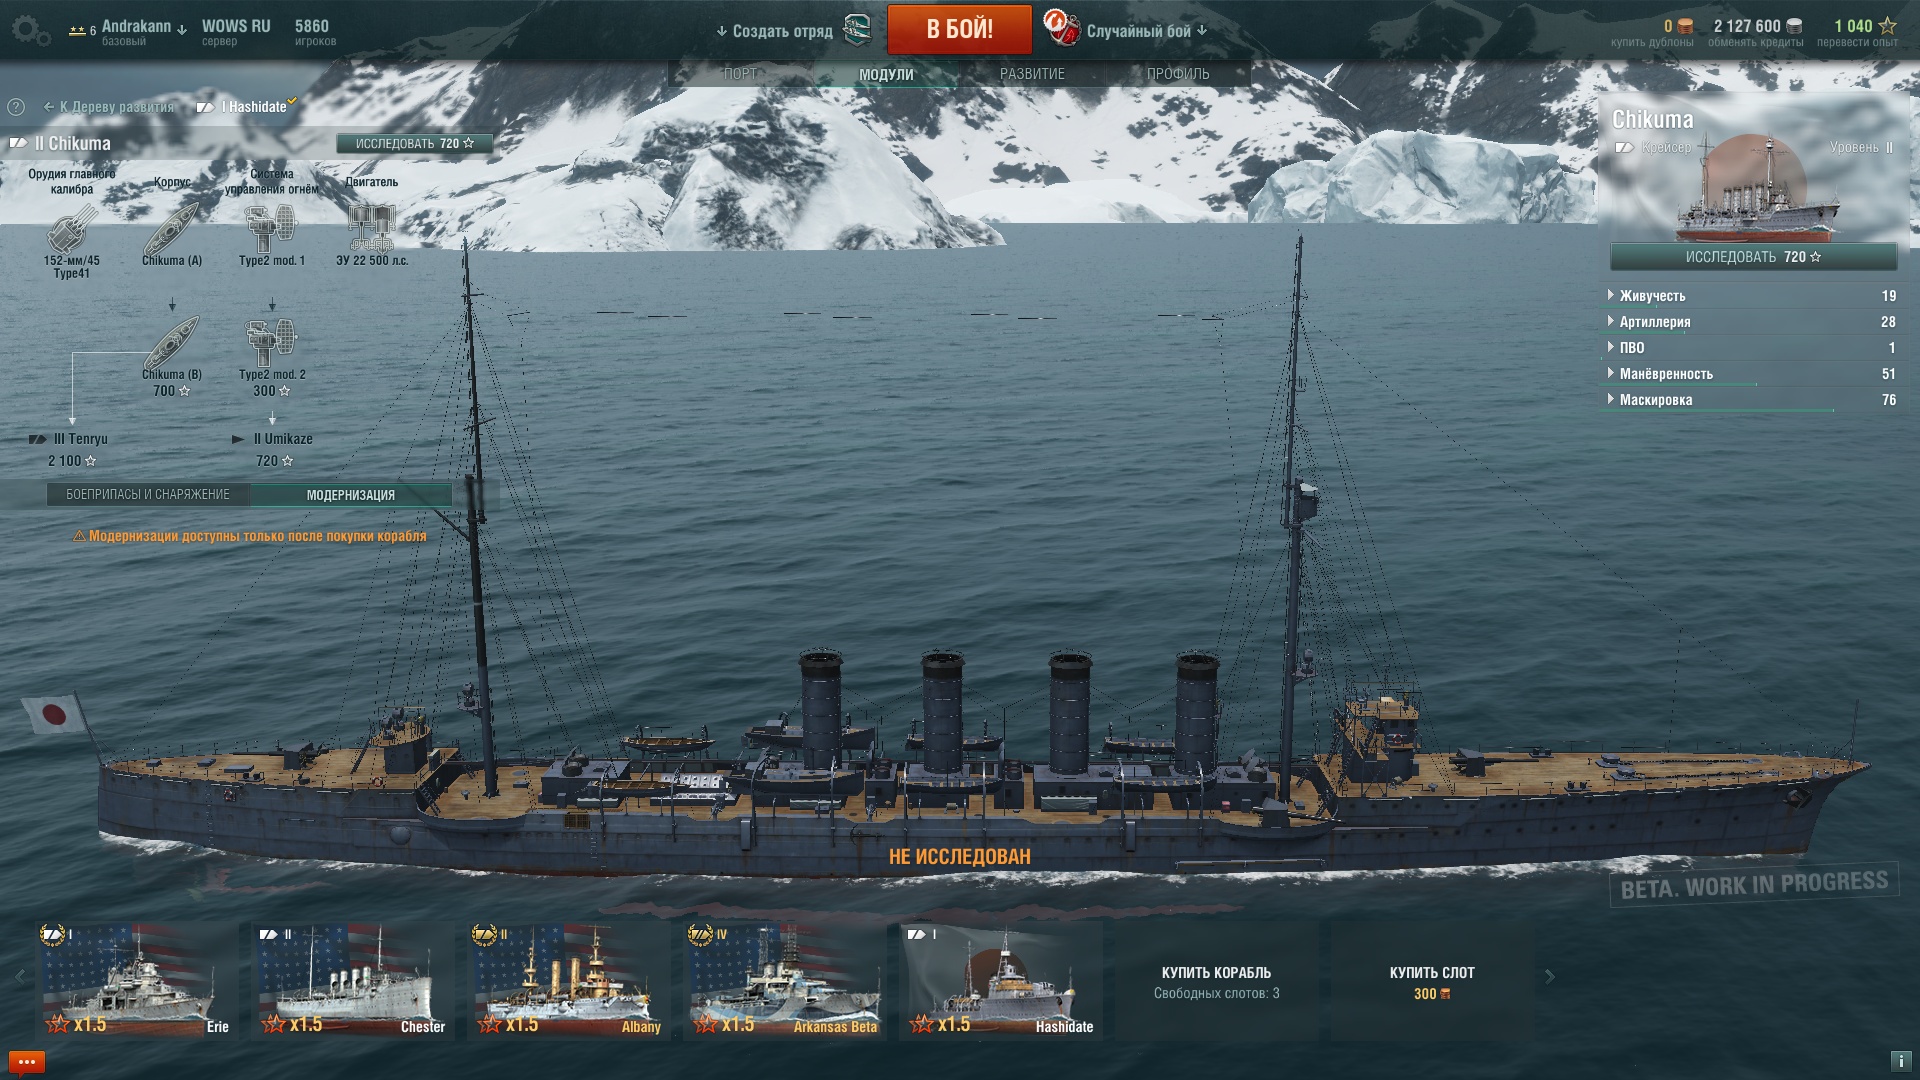 6 Andrakann
базовый
WOWS RU
сервер
5860
игроков
Создать отряд
В БОЙ!
Случайный бой
0
купить дублоны
2 127 600
обменять кредиты
1 040
перевести опыт
ПОРТ
МОДУЛИ
РАЗВИТИЕ
ПРОФИЛЬ
? К Дереву развития
I Hashidate
II Chikuma
ИССЛЕДОВАТЬ 720
Орудия главного
калибра
Корпус
Система
управления огнём
Двигатель
152-мм/45
Type41
Chikuma (A)
Type2 mod. 1
ЭУ 22 500 л.с.
Chikuma (B)
700
Type2 mod. 2
300
III Tenryu
2 100
II Umikaze
720
БОЕПРИПАСЫ И СНАРЯЖЕНИЕ
МОДЕРНИЗАЦИЯ
Модернизации доступны только после покупки корабля
Chikuma
Крейсер
Уровень II
ИССЛЕДОВАТЬ 720
Живучесть 19
Артиллерия 28
ПВО 1
Манёвренность 51
Маскировка 76
НЕ ИССЛЕДОВАН
BETA. WORK IN PROGRESS
I
x1.5
Erie
II
x1.5
Chester
II
x1.5
Albany
IV
x1.5
Arkansas Beta
I
x1.5
Hashidate
КУПИТЬ КОРАБЛЬ
Свободных слотов: 3
КУПИТЬ СЛОТ
300
i